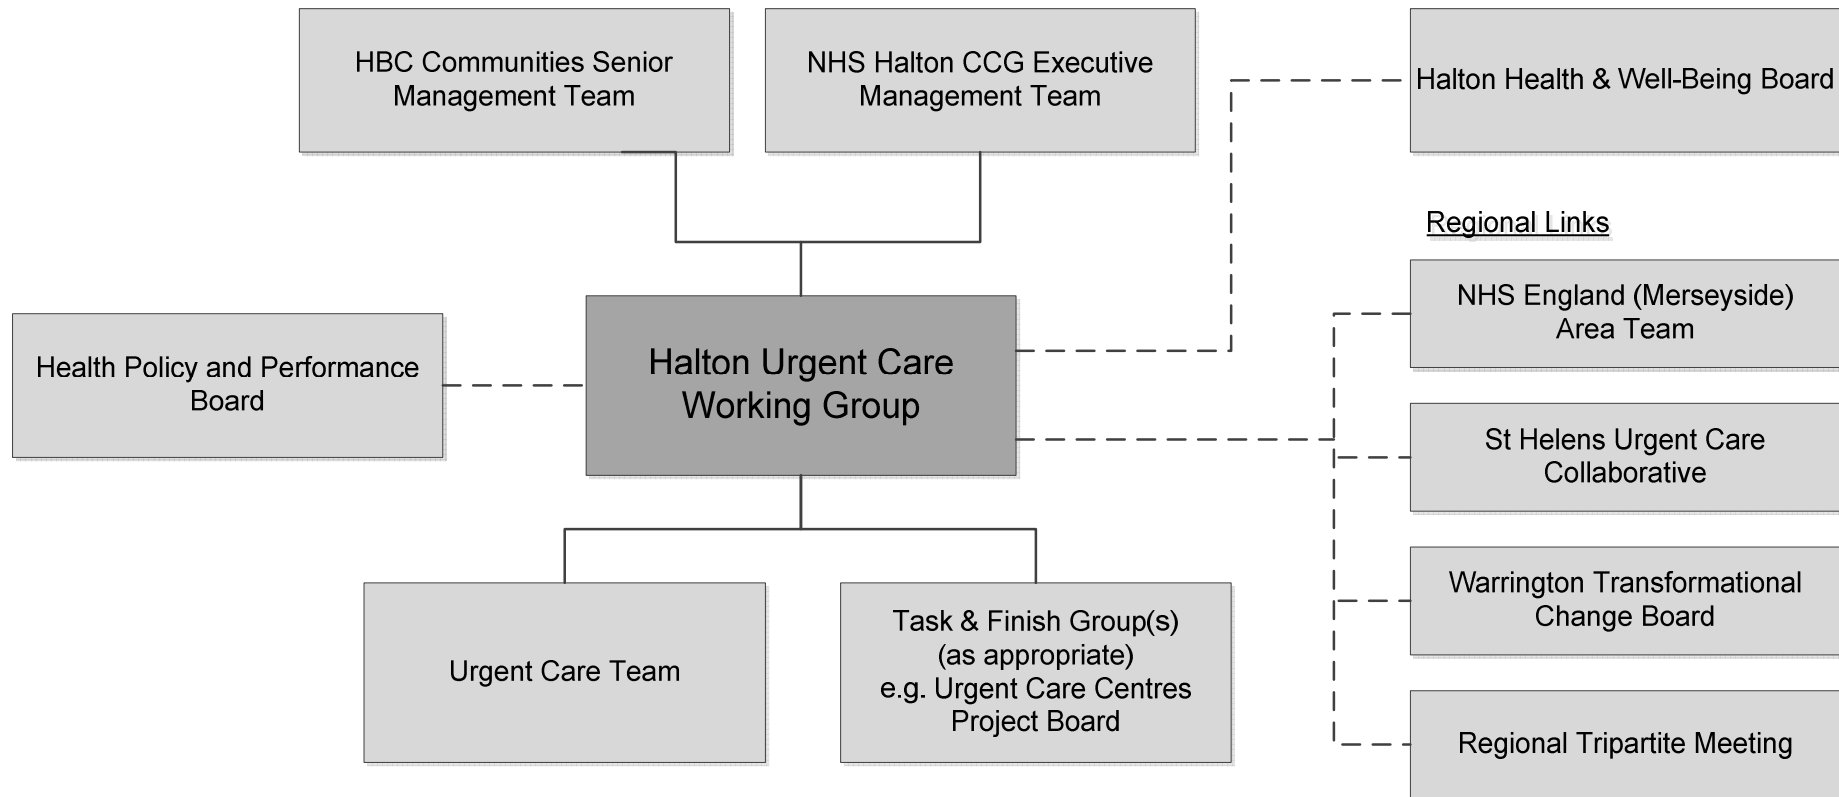 HBC Communities Senior
Management Team
NHS Halton CCG Executive
Management Team
Halton Health & Well-Being Board
Regional Links
NHS England (Merseyside)
Area Team
Health Policy and Performance
Board
Halton Urgent Care
Working Group
St Helens Urgent Care
Collaborative
Warrington Transformational
Change Board
Urgent Care Team
Task & Finish Group(s)
(as appropriate)
e.g. Urgent Care Centres
Project Board
Regional Tripartite Meeting